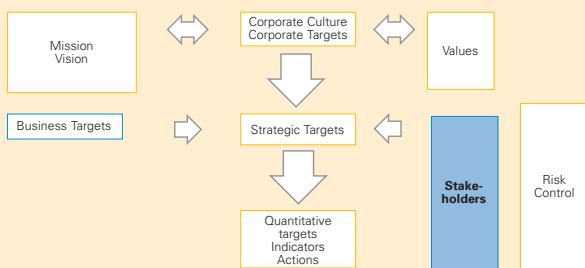 Mission
Vision
Corporate Culture
Corporate Targets
Values
Business Targets
Strategic Targets
Stake-
holders
Risk
Control
Quantitative
targets
Indicators
Actions